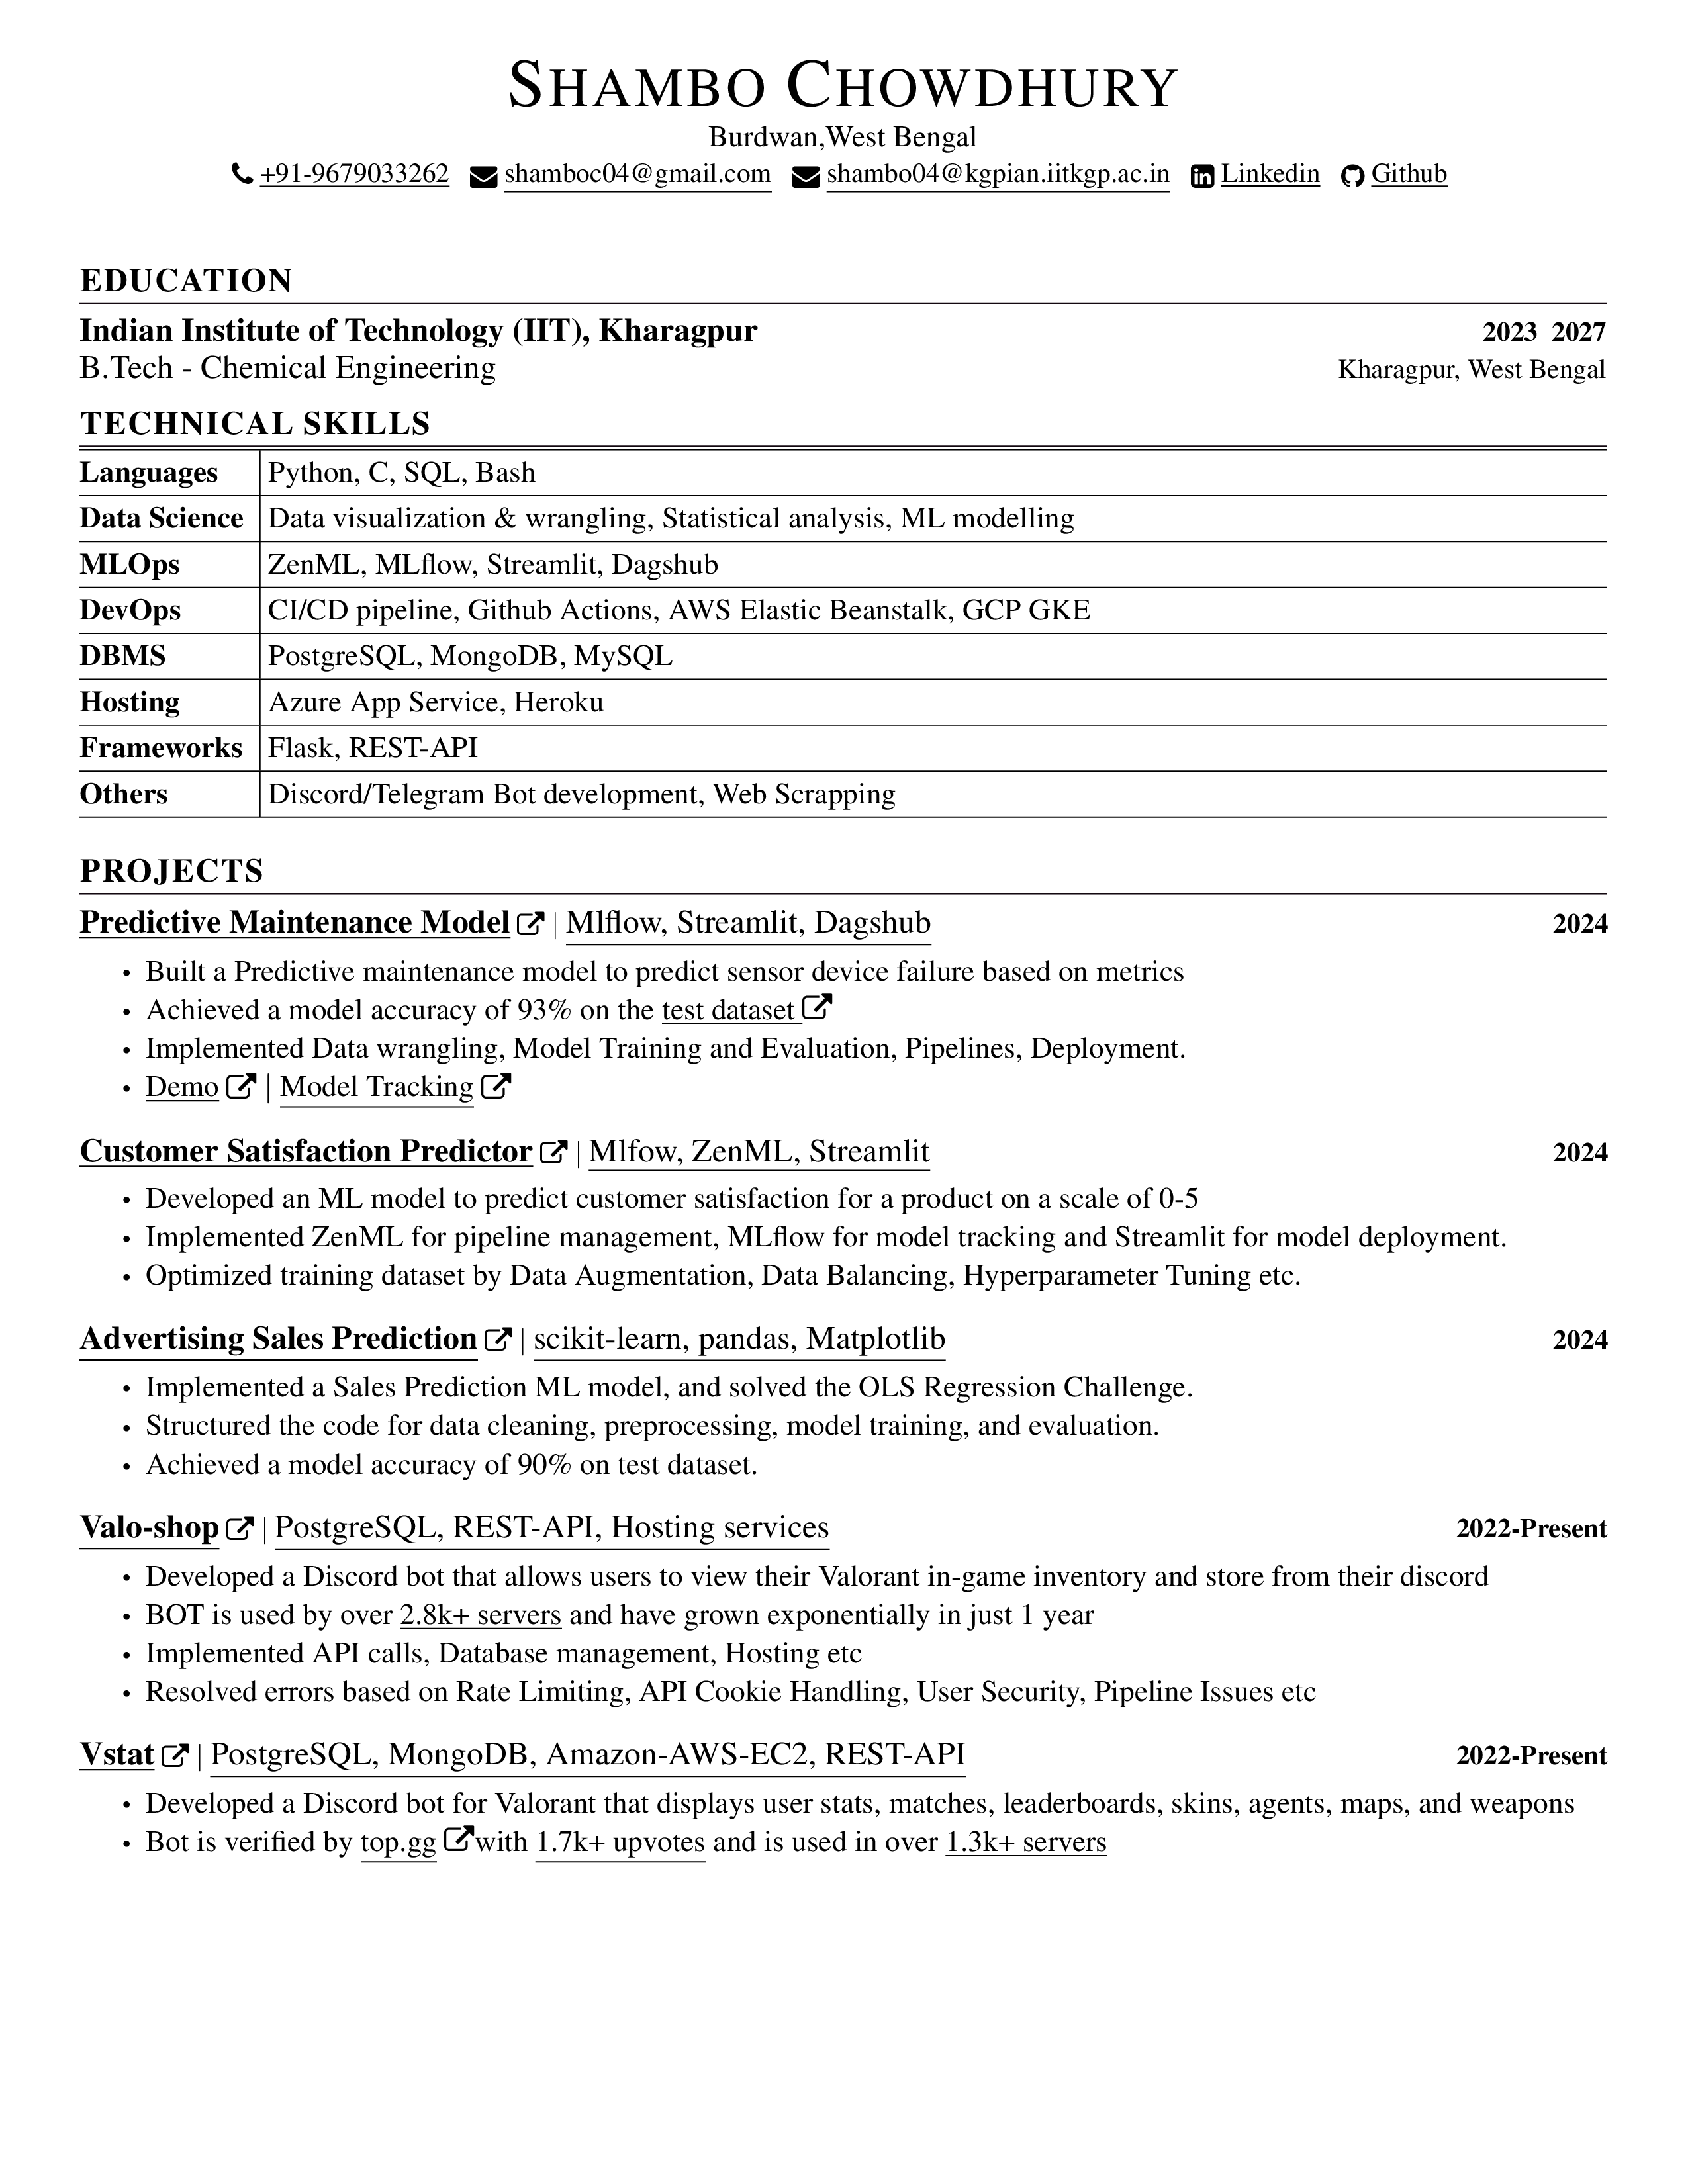 SHAMBO CHOWDHURY
Burdwan,West Bengal
+91-9679033262 shamboc04@gmail.com shambo04@kgpian.iitkgp.ac.in Linkedin Github
EDUCATION
Indian Institute of Technology (IIT), Kharagpur 2023 2027
B.Tech - Chemical Engineering Kharagpur, West Bengal
TECHNICAL SKILLS
Languages Python, C, SQL, Bash
Data Science Data visualization & wrangling, Statistical analysis, ML modelling
MLOps ZenML, MLflow, Streamlit, Dagshub
DevOps CI/CD pipeline, Github Actions, AWS Elastic Beanstalk, GCP GKE
DBMS PostgreSQL, MongoDB, MySQL
Hosting Azure App Service, Heroku
Frameworks Flask, REST-API
Others Discord/Telegram Bot development, Web Scrapping
PROJECTS
Predictive Maintenance Model | Mlflow, Streamlit, Dagshub 2024
• Built a Predictive maintenance model to predict sensor device failure based on metrics
• Achieved a model accuracy of 93% on the test dataset
• Implemented Data wrangling, Model Training and Evaluation, Pipelines, Deployment.
• Demo | Model Tracking
Customer Satisfaction Predictor | Mlfow, ZenML, Streamlit 2024
• Developed an ML model to predict customer satisfaction for a product on a scale of 0-5
• Implemented ZenML for pipeline management, MLflow for model tracking and Streamlit for model deployment.
• Optimized training dataset by Data Augmentation, Data Balancing, Hyperparameter Tuning etc.
Advertising Sales Prediction | scikit-learn, pandas, Matplotlib 2024
• Implemented a Sales Prediction ML model, and solved the OLS Regression Challenge.
• Structured the code for data cleaning, preprocessing, model training, and evaluation.
• Achieved a model accuracy of 90% on test dataset.
Valo-shop | PostgreSQL, REST-API, Hosting services 2022-Present
• Developed a Discord bot that allows users to view their Valorant in-game inventory and store from their discord
• BOT is used by over 2.8k+ servers and have grown exponentially in just 1 year
• Implemented API calls, Database management, Hosting etc
• Resolved errors based on Rate Limiting, API Cookie Handling, User Security, Pipeline Issues etc
Vstat | PostgreSQL, MongoDB, Amazon-AWS-EC2, REST-API 2022-Present
• Developed a Discord bot for Valorant that displays user stats, matches, leaderboards, skins, agents, maps, and weapons
• Bot is verified by top.gg with 1.7k+ upvotes and is used in over 1.3k+ servers